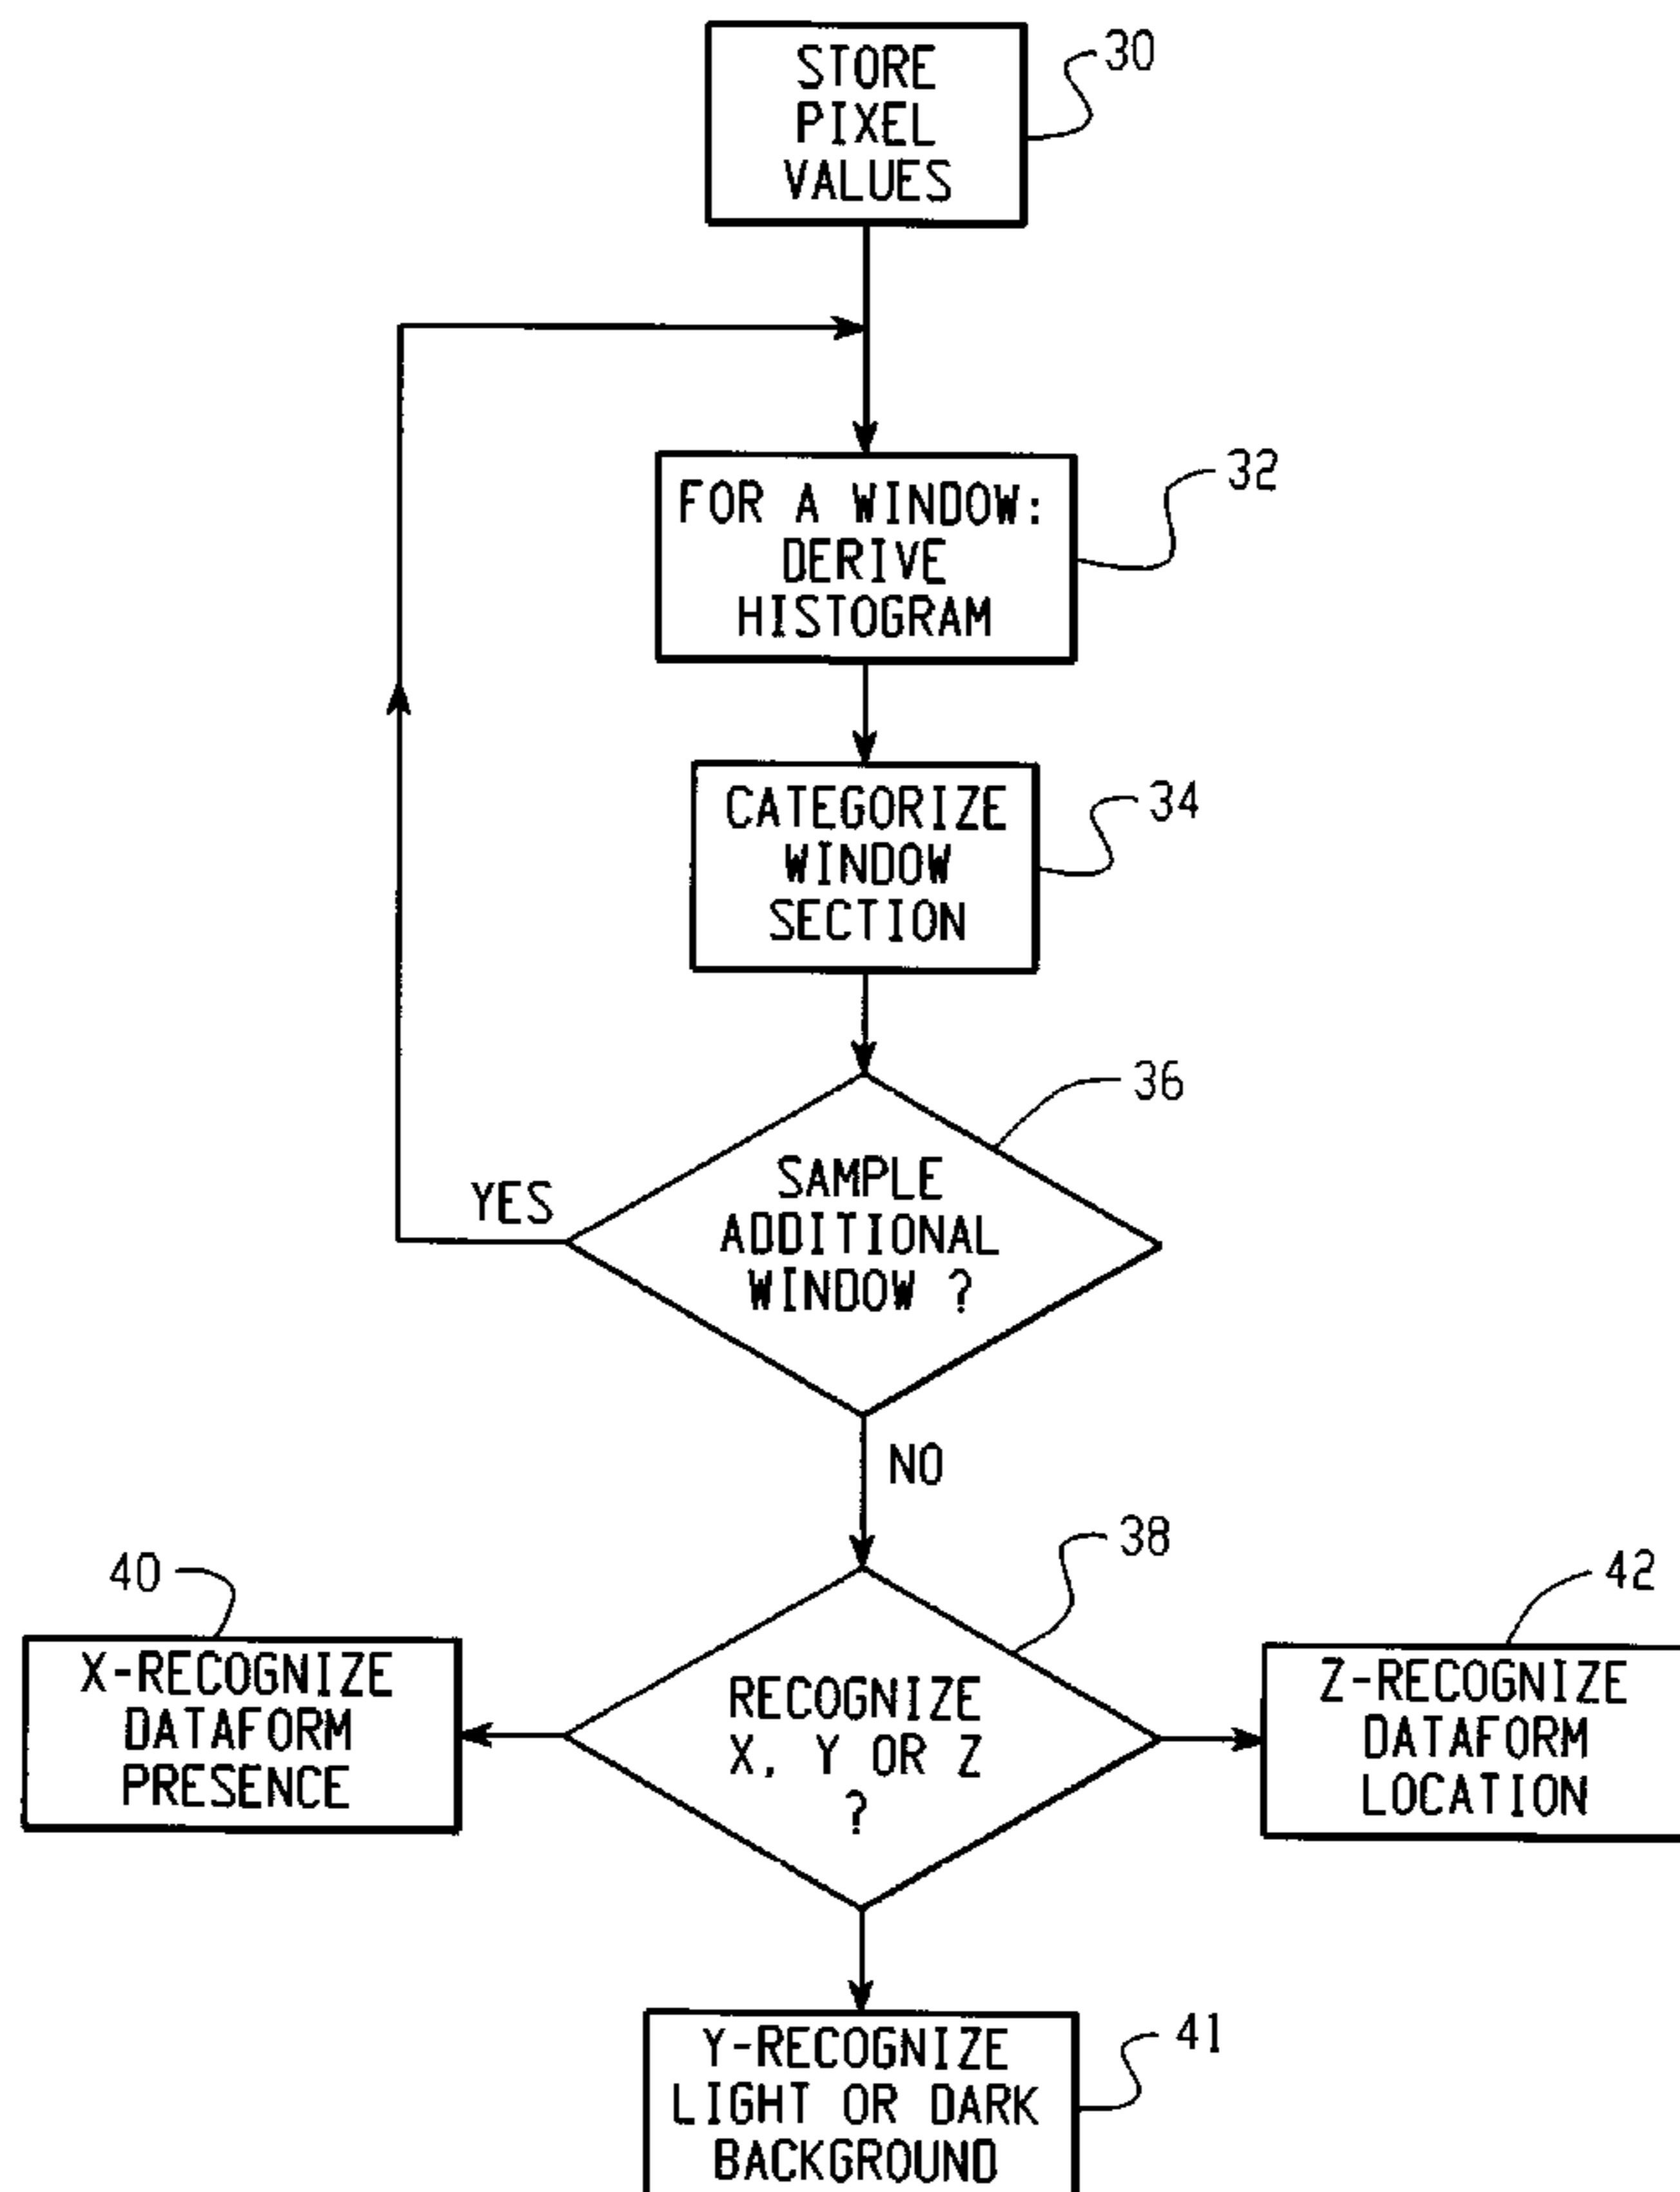 STORE
PIXEL
VALUES
30
FOR A WINDOW:
DERIVE
HISTOGRAM
32
CATEGORIZE
WINDOW
SECTION
34
36
SAMPLE
ADDITIONAL
WINDOW ?
YES
NO
38
40
42
X-RECOGNIZE
DATAFORM
PRESENCE
RECOGNIZE
X, Y OR Z
?
Z-RECOGNIZE
DATAFORM
LOCATION
41
Y-RECOGNIZE
LIGHT OR DARK
BACKGROUND